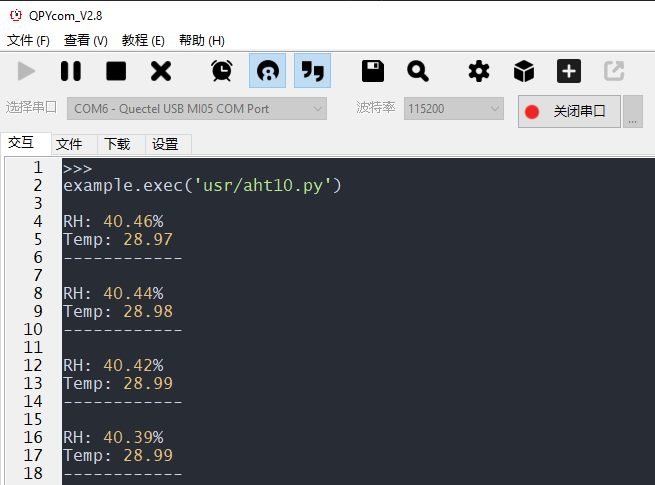 QPYcom_V2.8
文件 (F) 查看 (V) 教程 (E) 帮助 (H)
选择串口 COM6 - Quectel USB MI05 COM Port 波特率 115200 关闭串口 ...
交互 文件 下载 设置
1 >>>
2 example.exec('usr/aht10.py')
3
4 RH: 40.46%
5 Temp: 28.97
6 ------------
7
8 RH: 40.44%
9 Temp: 28.98
10 ------------
11
12 RH: 40.42%
13 Temp: 28.99
14 ------------
15
16 RH: 40.39%
17 Temp: 28.99
18 ------------